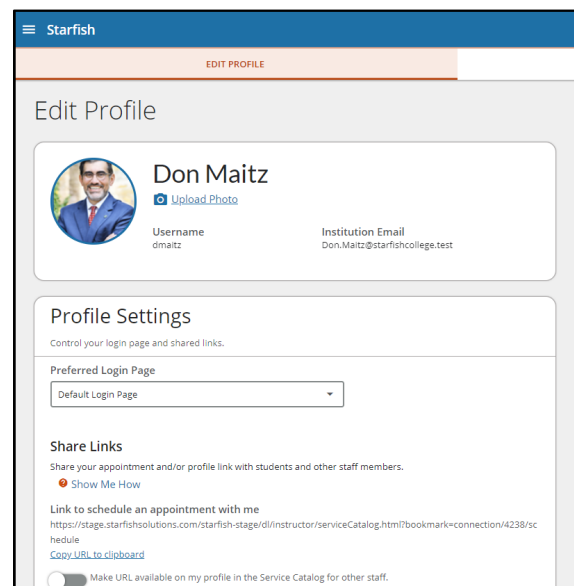 Starfish
EDIT PROFILE
Edit Profile
Don Maitz
Upload Photo
Username
Institution Email
dmaitz
Don.Maitz@starfishcollege.test
Profile Settings
Control your login page and shared links.
Preferred Login Page
Default Login Page
Share Links
Share your appointment and/or profile link with students and other staff members.
? Show Me How
Link to schedule an appointment with me
https://stage.starfishsolutions.com/starfish-stage/dl/instructor/serviceCatalog.html?bookmark=connection/4238/sc
hedule
Copy URL to clipboard
Make URL available on my profile in the Service Catalog for other staff.